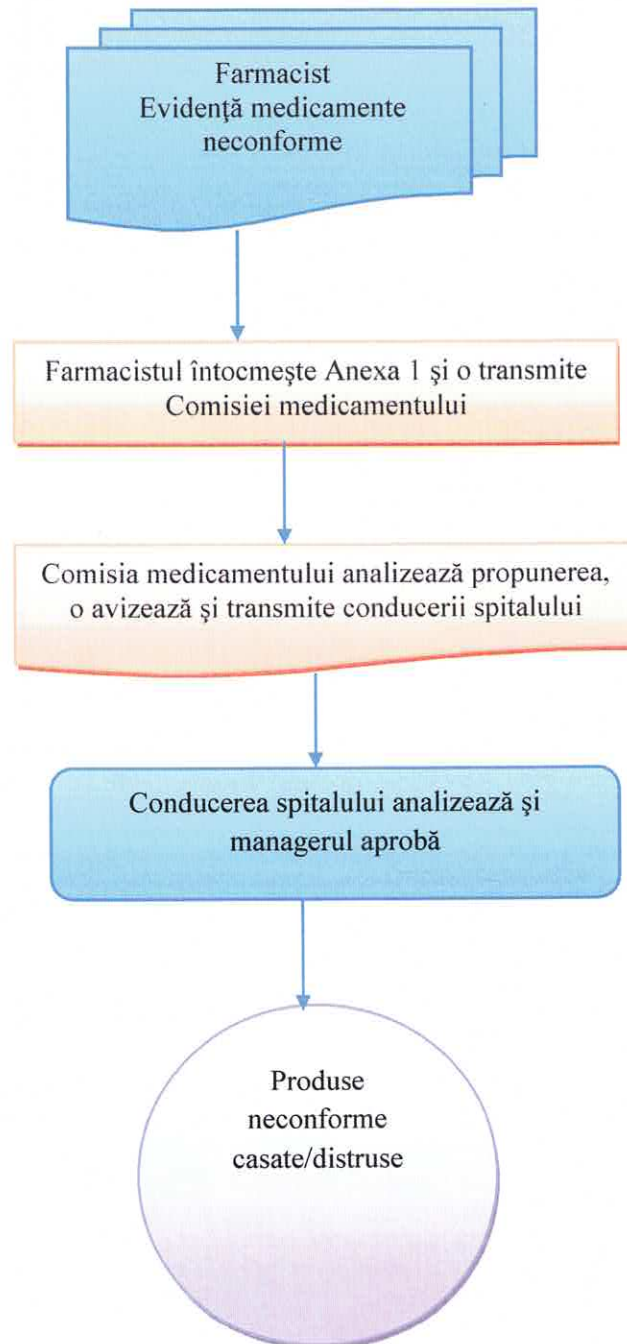 Farmacist
Evidență medicamente
neconforme
Farmacistul întocmeşte Anexa 1 şi o transmite
Comisiei medicamentului
Comisia medicamentului analizează propunerea,
o avizează şi transmite conducerii spitalului
Conducerea spitalului analizează şi
managerul aprobă
Produse
neconforme
casate/distruse